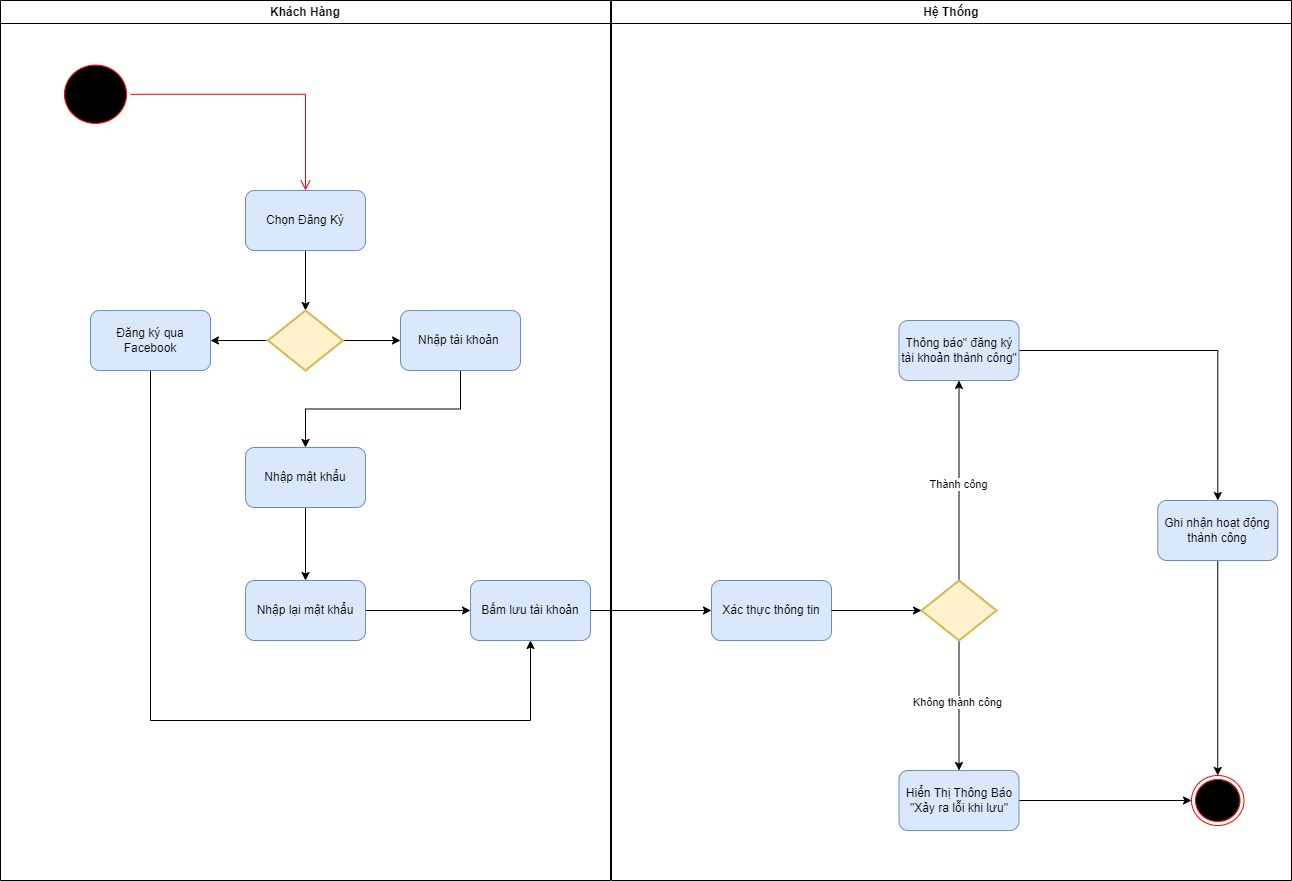 Khách Hàng
Hệ Thống
Chọn Đăng Ký
Đăng ký qua
Facebook
Nhập tài khoản
Nhập mật khẩu
Nhập lại mật khẩu
Bấm lưu tài khoản
Xác thực thông tin
Thông báo" đăng ký
tài khoản thành công"
Thành công
Ghi nhận hoạt động
thành công
Không thành công
Hiển Thị Thông Báo
"Xảy ra lỗi khi lưu"